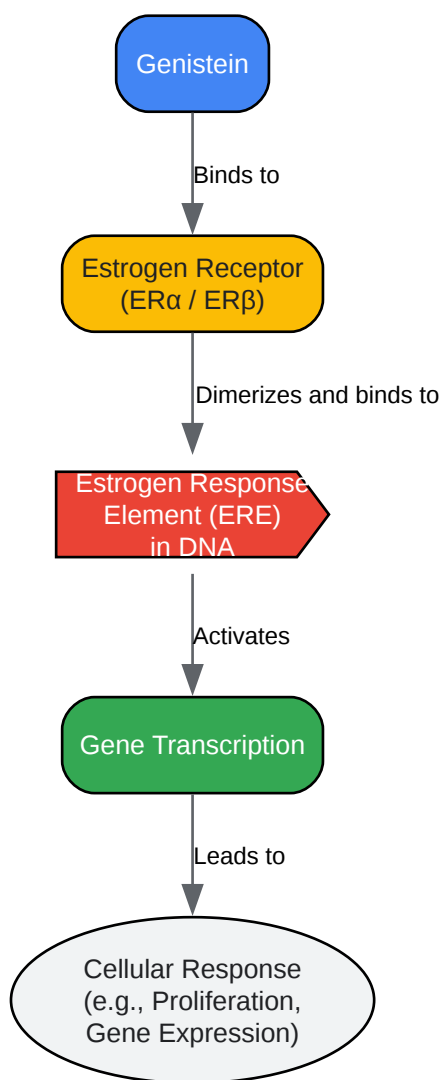 Genistein
Binds to
Estrogen Receptor
(ERα / ERβ)
Dimerizes and binds to
Estrogen Response
Element (ERE)
in DNA
Activates
Gene Transcription
Leads to
Cellular Response
(e.g., Proliferation,
Gene Expression)